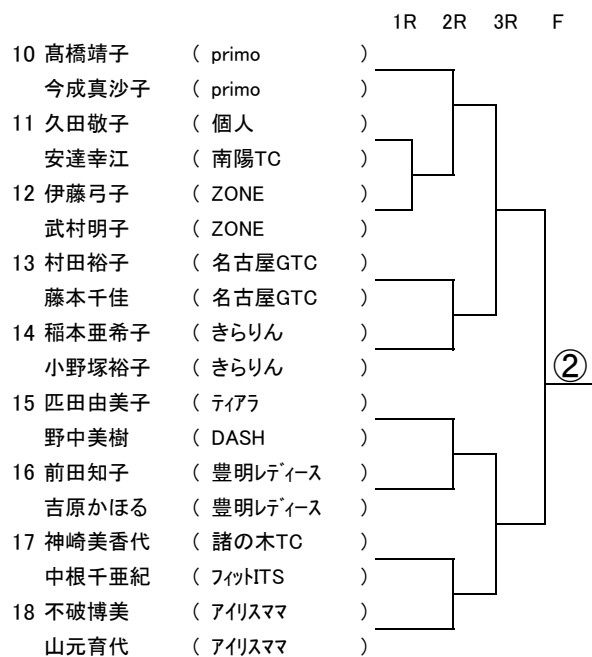 1R 2R 3R F
10 髙橋靖子 ( primo )
今成真沙子 ( primo )
11 久田敬子 ( 個人 )
安達幸江 ( 南陽TC )
12 伊藤弓子 ( ZONE )
武村明子 ( ZONE )
13 村田裕子 ( 名古屋GTC )
藤本千佳 ( 名古屋GTC )
14 稲本亜希子 ( きらりん )
小野塚裕子 ( きらりん )
②
15 匹田由美子 ( ﾃｨｱﾗ )
野中美樹 ( DASH )
16 前田知子 ( 豊明ﾚﾃﾞｨｰｽ )
吉原かほる ( 豊明ﾚﾃﾞｨｰｽ )
17 神崎美香代 ( 諸の木TC )
中根千亜紀 ( ﾌｨｯﾄITS )
18 不破博美 ( ｱｲﾘｽﾏﾏ )
山元育代 ( ｱｲﾘｽﾏﾏ )